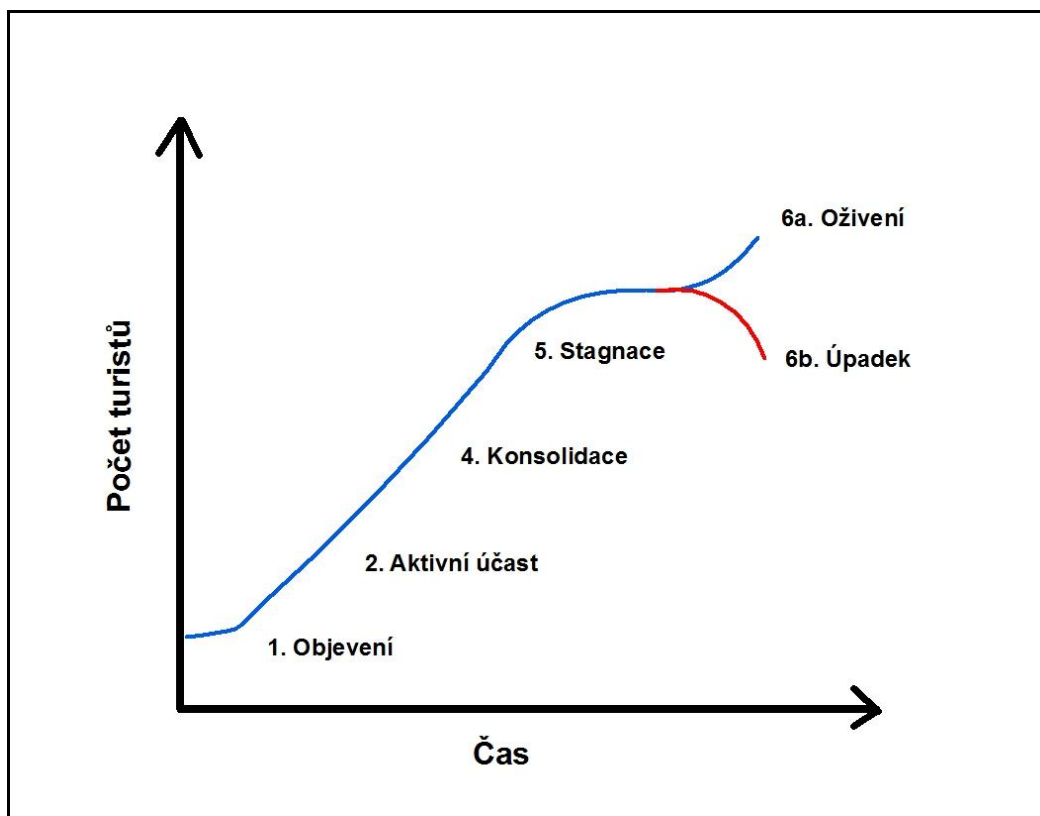 6a. Oživení
6b. Úpadek
5. Stagnace
4. Konsolidace
2. Aktivní účast
1. Objevení
Počet turistů
Čas